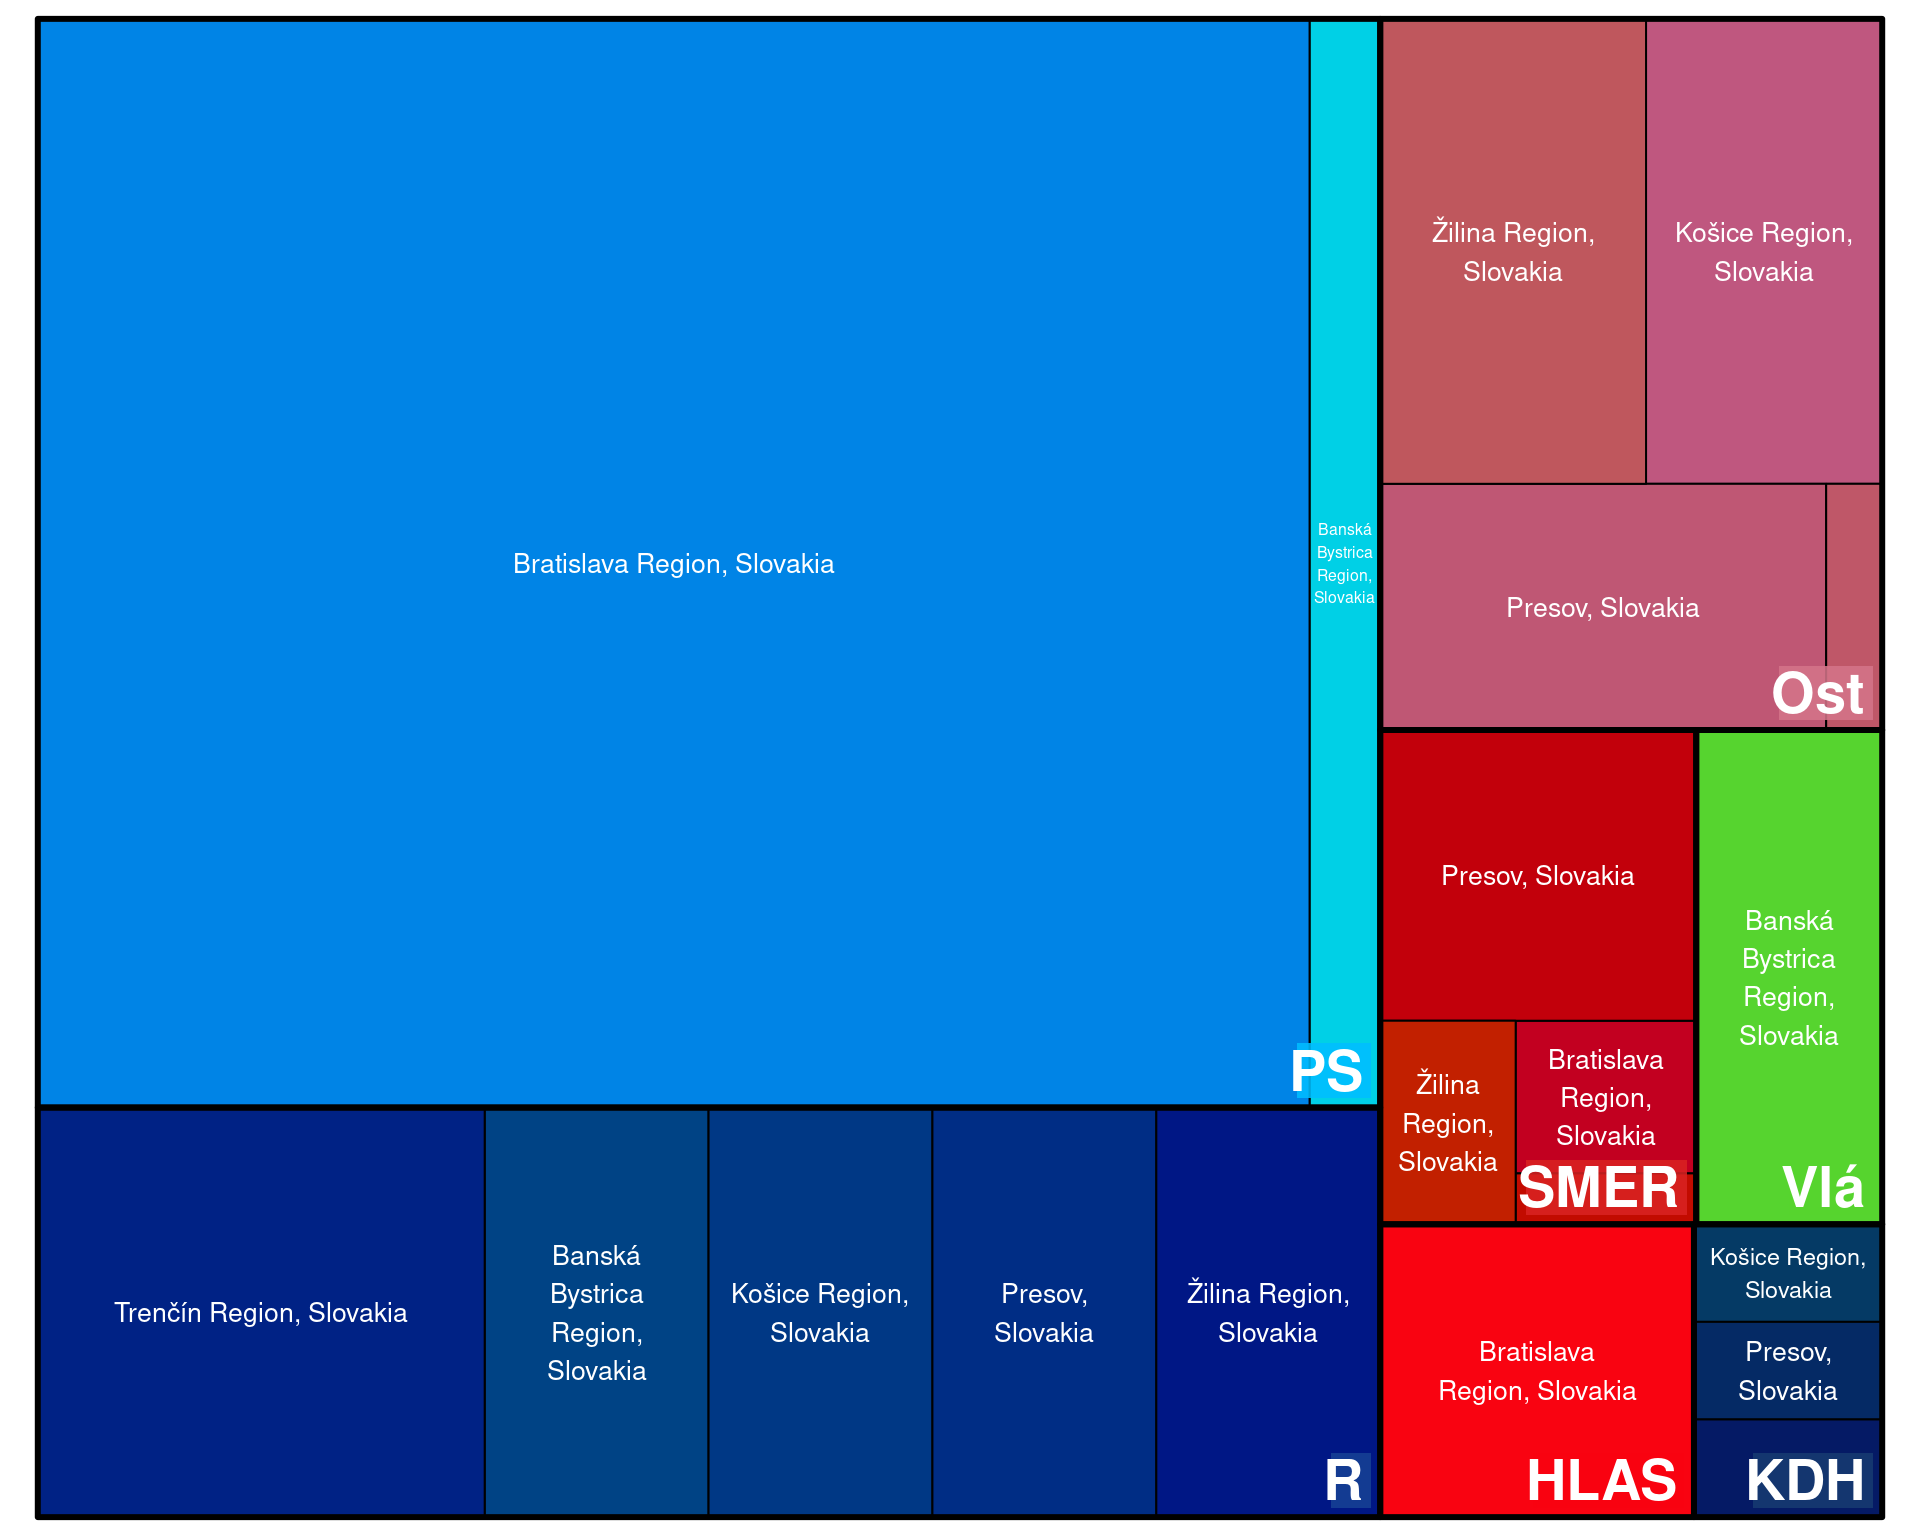 Bratislava Region, Slovakia
Banská
Bystrica
Region,
Slovakia
PS
Trenčín Region, Slovakia
Banská
Bystrica
Region,
Slovakia
Košice Region,
Slovakia
Presov,
Slovakia
Žilina Region,
Slovakia
R
Žilina Region,
Slovakia
Košice Region,
Slovakia
Presov, Slovakia
Ost
Presov, Slovakia
Žilina
Region,
Slovakia
Bratislava
Region,
Slovakia
SMER
Banská
Bystrica
Region,
Slovakia
Vlá
Bratislava
Region, Slovakia
HLAS
Košice Region,
Slovakia
Presov,
Slovakia
KDH